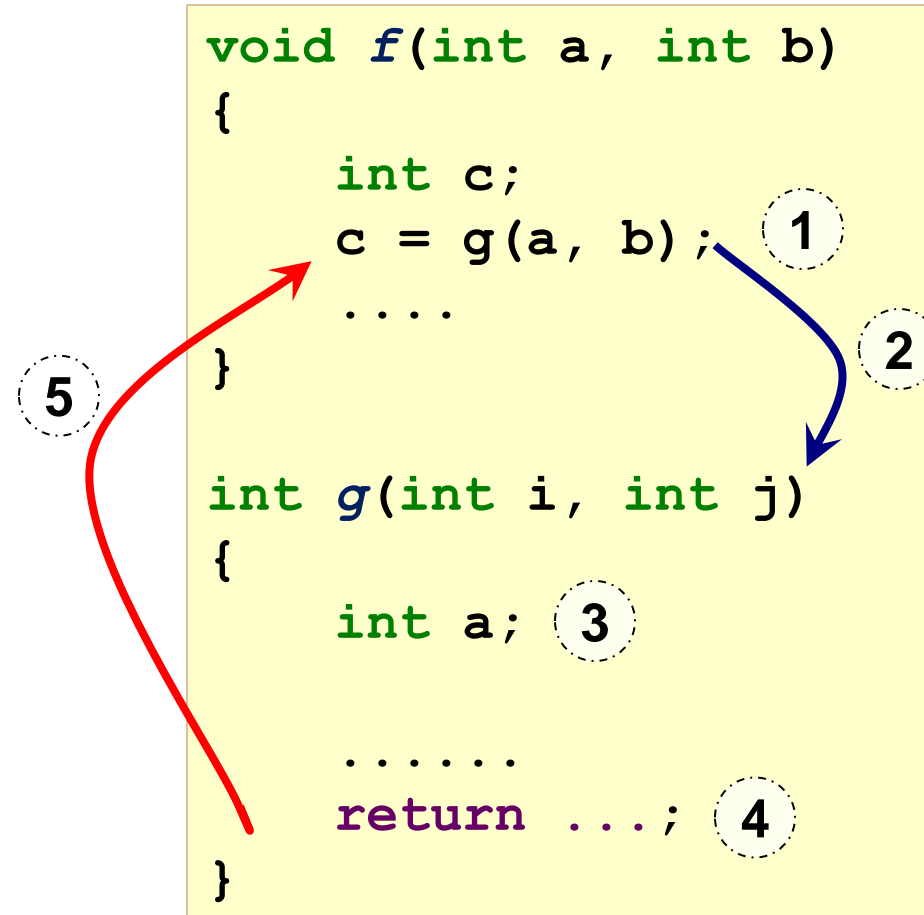 void f(int a, int b)
{
int c;
c = g(a, b);
1
....
2
}
5
int g(int i, int j)
{
int a;
3
......
return ...;
4
}